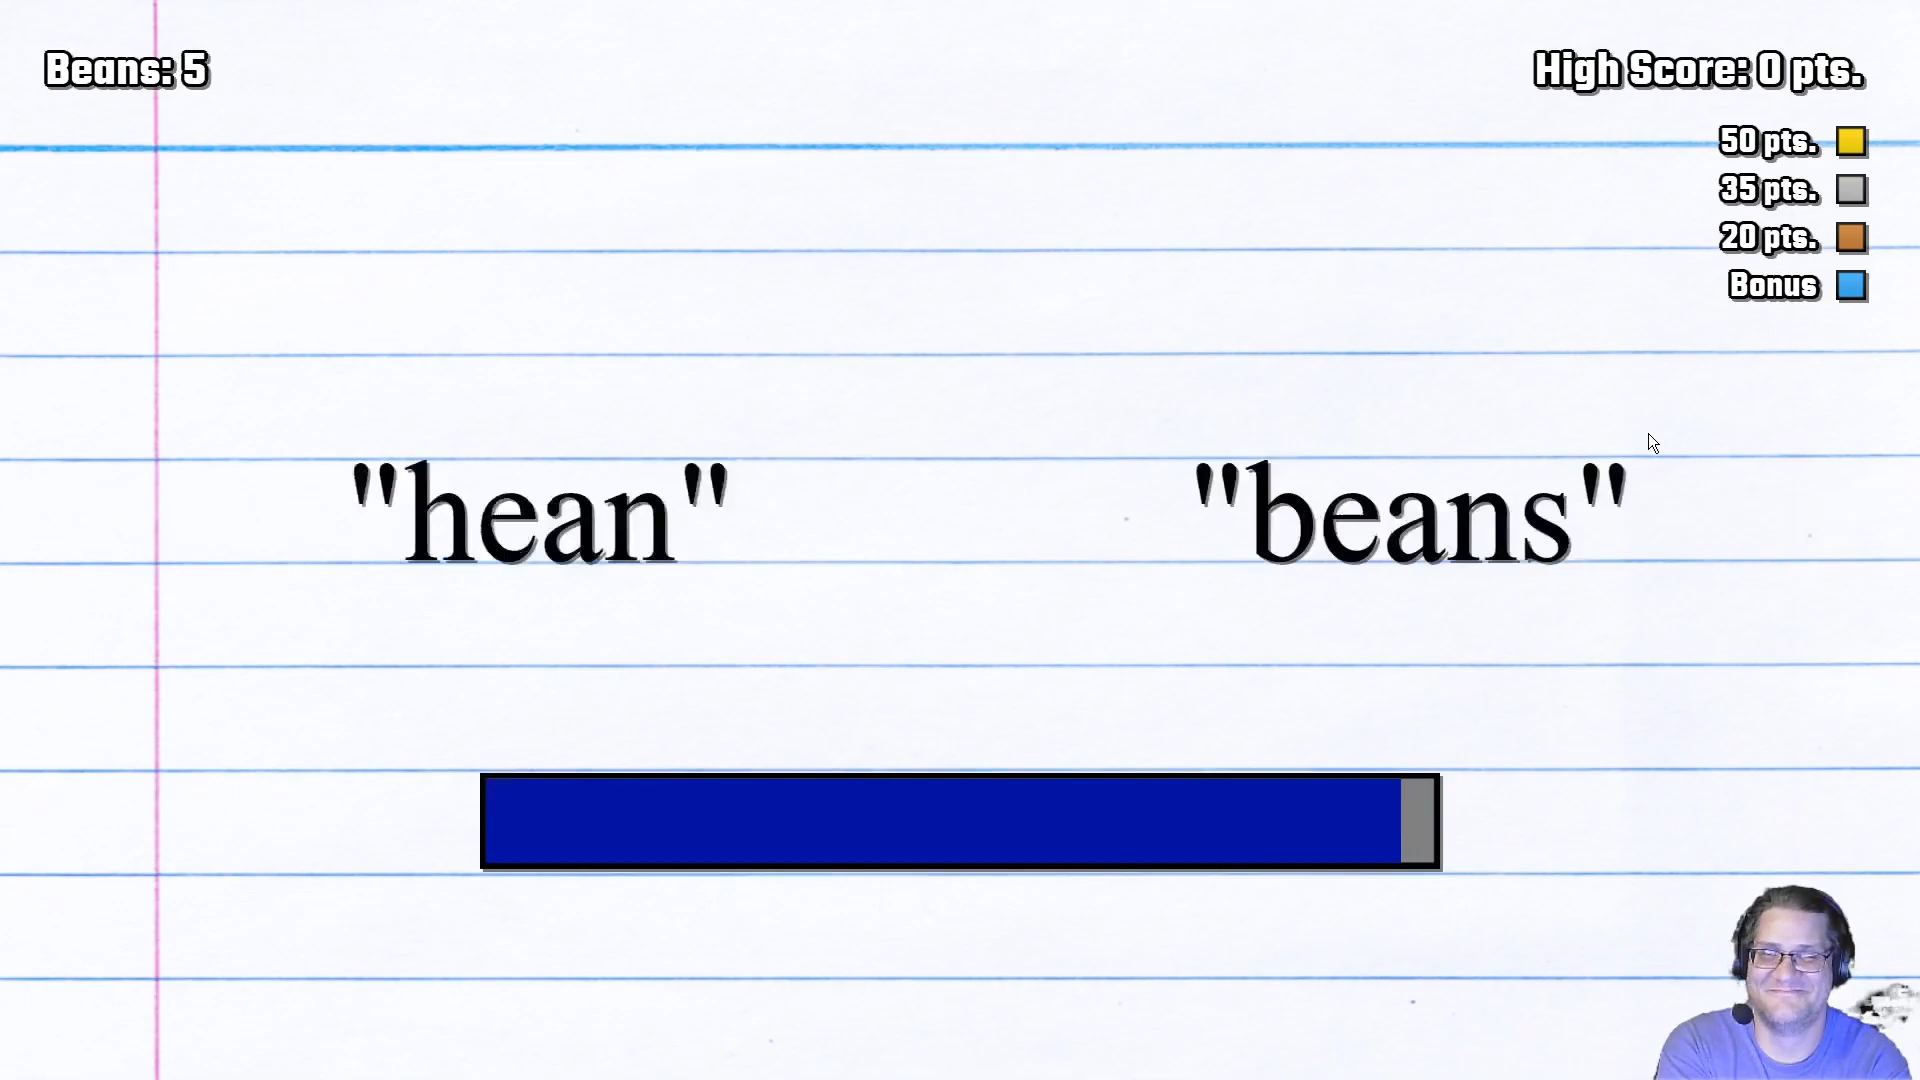 Beans: 5
High Score: 0 pts.
50 pts.
35 pts.
20 pts.
Bonus
"hean"
"beans"